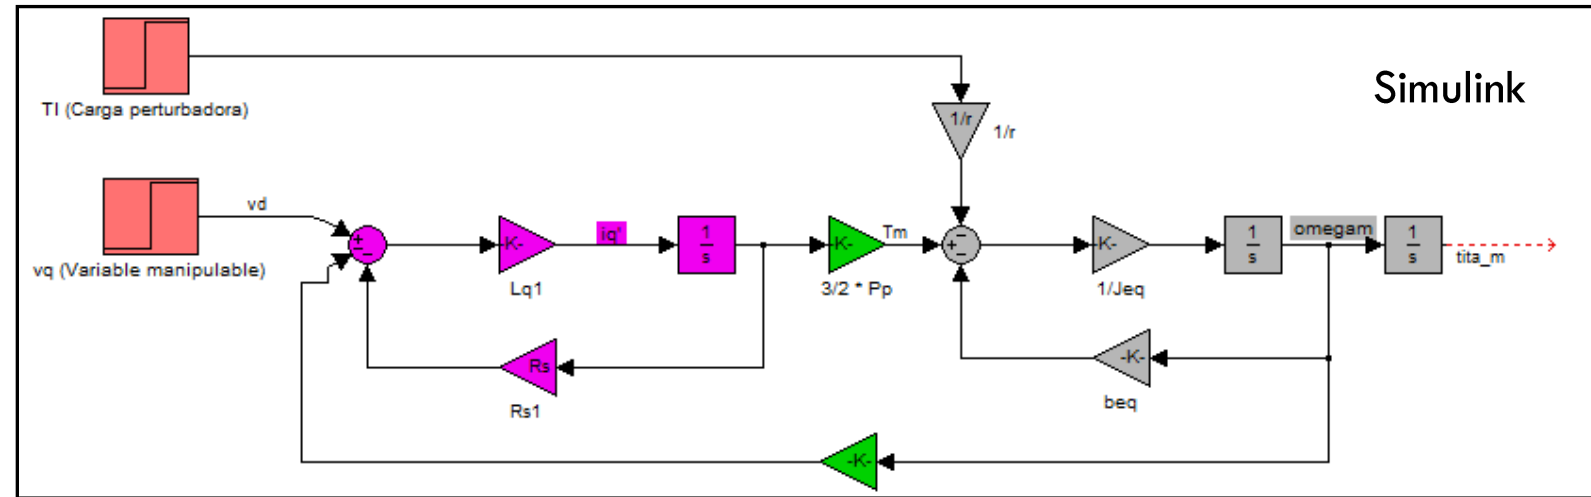 Simulink
TI (Carga perturbadora)
1/r
1/r
vd
vq (Variable manipulable)
-K-
iq'
1
s
Lq1
-K-
Tm
3/2 * Pp
-K-
1/Jeq
1
s
omegam
1
s
tita_m
Rs
Rs1
-K-
beq
-K-